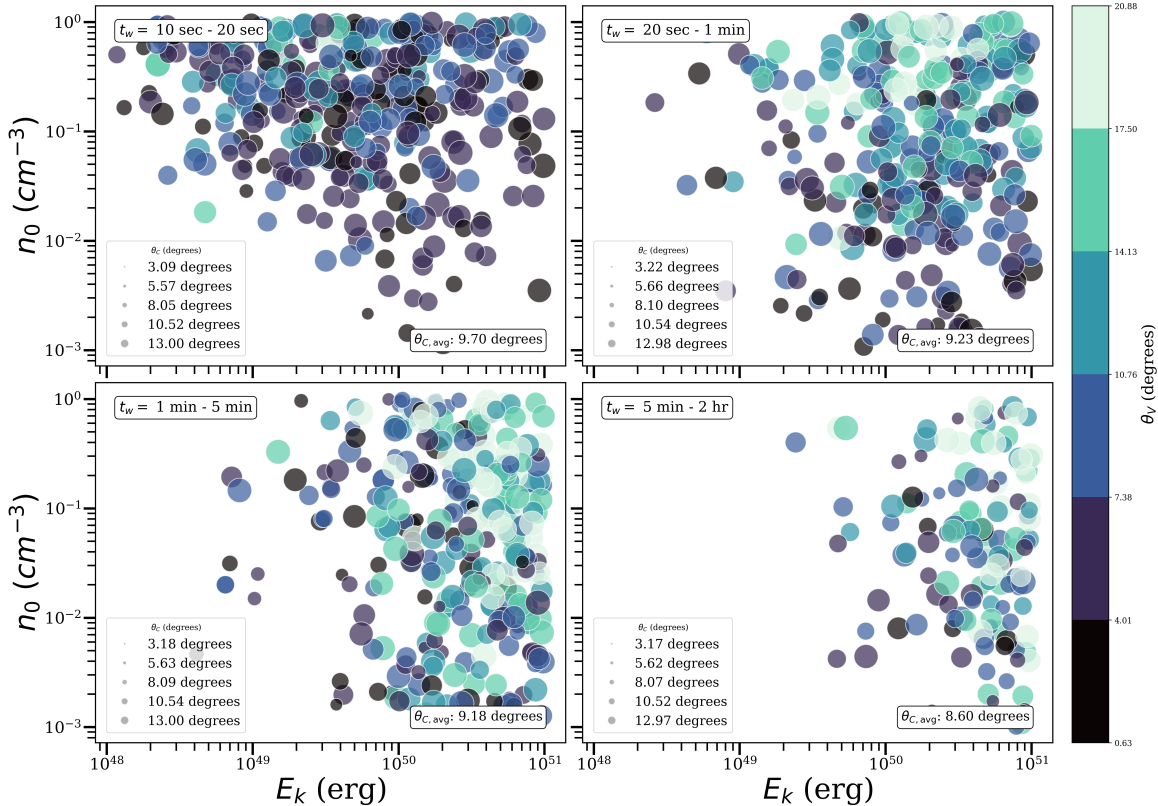 t_w = 10 sec - 20 sec
t_w = 20 sec - 1 min
10^0
10^-1
10^-2
10^-3
n_0 (cm^-3)
θ_C (degrees)
3.09 degrees
5.57 degrees
8.05 degrees
10.52 degrees
13.00 degrees
θ_C,avg: 9.70 degrees
θ_C (degrees)
3.22 degrees
5.66 degrees
8.10 degrees
10.54 degrees
12.98 degrees
θ_C,avg: 9.23 degrees
t_w = 1 min - 5 min
t_w = 5 min - 2 hr
10^0
10^-1
10^-2
10^-3
n_0 (cm^-3)
θ_C (degrees)
3.18 degrees
5.63 degrees
8.09 degrees
10.54 degrees
13.00 degrees
θ_C,avg: 9.18 degrees
θ_C (degrees)
3.17 degrees
5.62 degrees
8.07 degrees
10.52 degrees
12.97 degrees
θ_C,avg: 8.60 degrees
10^48 10^49 10^50 10^51
10^48 10^49 10^50 10^51
E_k (erg)
E_k (erg)
20.88
17.50
14.13
10.76
7.38
4.01
0.63
θ_V (degrees)